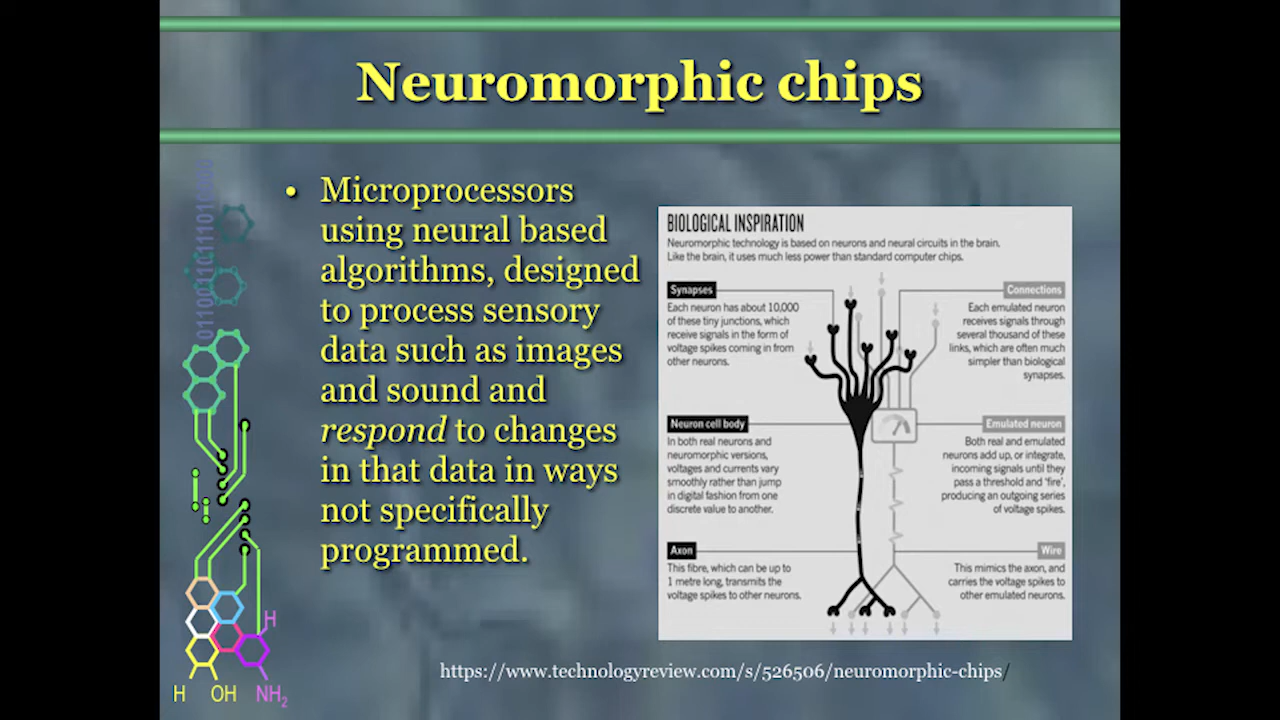 Neuromorphic chips
• Microprocessors
using neural based
algorithms, designed
to process sensory
data such as images
and sound and
respond to changes
in that data in ways
not specifically
programmed.
BIOLOGICAL INSPIRATION
Neuromorphic technology is based on neurons and neural circuits in the brain.
Like the brain, it uses much less power than standard computer chips.
Synapses
Each neuron has about 10,000
of these tiny junctions, which
receive signals in the form of
voltage spikes coming in from
other neurons.
Connections
Each emulated neuron
receives signals through
several thousand of these
links, which are often much
simpler than biological
synapses.
Neuron cell body
In both real neurons and
neuromorphic versions,
voltages and currents vary
smoothly rather than jump
in digital fashion from one
discrete value to another.
Emulated neuron
Both real and emulated
neurons add up, or integrate,
incoming signals until they
pass a threshold and 'fire',
producing an outgoing series
of voltage spikes.
Axon
This fibre, which can be up to
1 metre long, transmits the
voltage spikes to other neurons.
Wire
This mimics the axon, and
carries the voltage spikes to
other emulated neurons.
H
H OH NH2
https://www.technologyreview.com/s/526506/neuromorphic-chips/